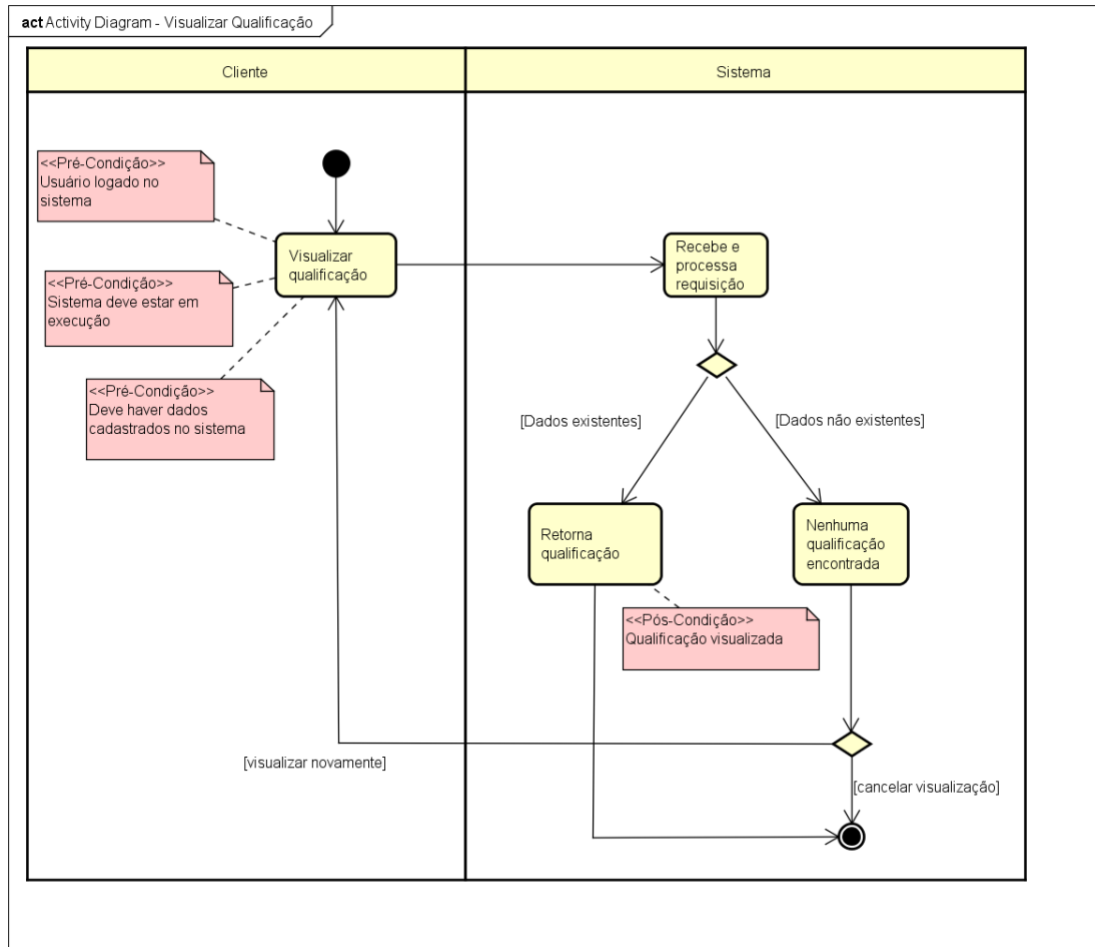 act Activity Diagram - Visualizar Qualificação
Cliente
Sistema
<<Pré-Condição>>
Usuário logado no
sistema
Visualizar
qualificação
Recebe e
processa
requisição
<<Pré-Condição>>
Sistema deve estar em
execução
<<Pré-Condição>>
Deve haver dados
cadastrados no sistema
[Dados existentes]
[Dados não existentes]
Retorna
qualificação
Nenhuma
qualificação
encontrada
<<Pós-Condição>>
Qualificação visualizada
[visualizar novamente]
[cancelar visualização]